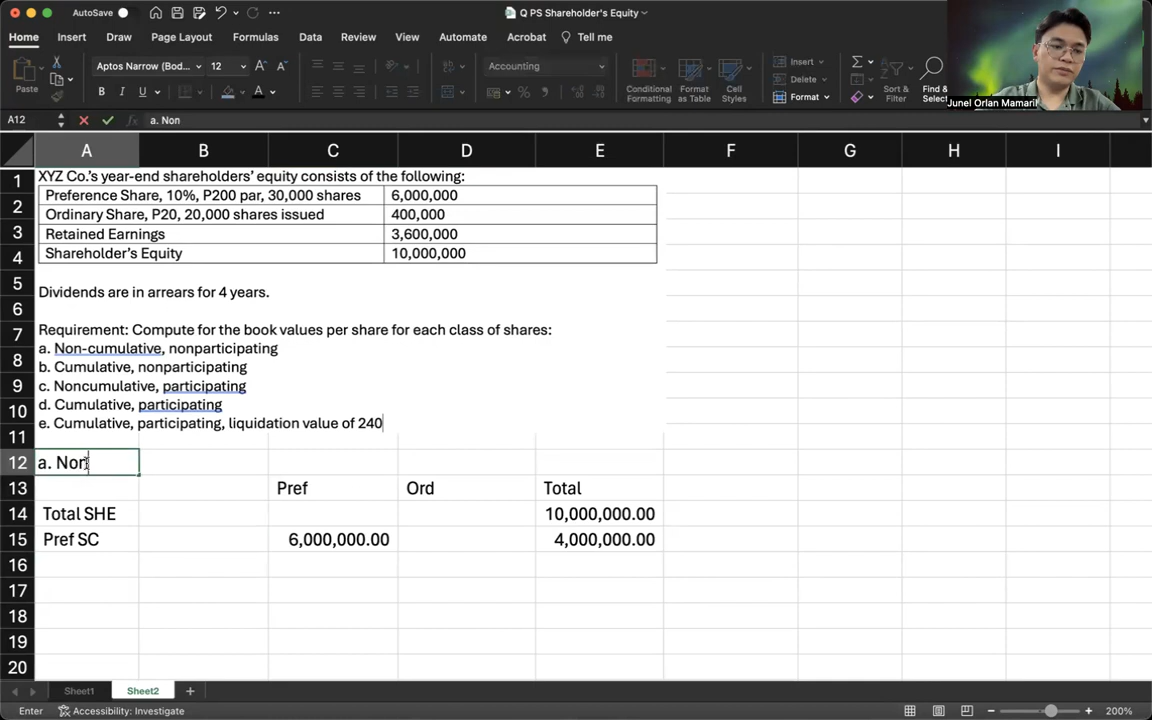 AutoSave
Q PS Shareholder's Equity
Home Insert Draw Page Layout Formulas Data Review View Automate Acrobat Tell me
Paste
Aptos Narrow (Bod... 12
B I U
Accounting
Conditional Formatting
Format as Table
Cell Styles
Insert
Delete
Format
Sort & Filter
Find & Select
Junel Orlan Mamaril
A12 fx a. Non
A B C D E F G H I
1 XYZ Co.'s year-end shareholders' equity consists of the following:
2 Preference Share, 10%, P200 par, 30,000 shares 6,000,000
Ordinary Share, P20, 20,000 shares issued 400,000
3 Retained Earnings 3,600,000
4 Shareholder's Equity 10,000,000
5 Dividends are in arrears for 4 years.
6
7 Requirement: Compute for the book values per share for each class of shares:
a. Non-cumulative, nonparticipating
8 b. Cumulative, nonparticipating
9 c. Noncumulative, participating
10 d. Cumulative, participating
e. Cumulative, participating, liquidation value of 240
11
12 a. Non
13 Pref Ord Total
14 Total SHE 10,000,000.00
15 Pref SC 6,000,000.00 4,000,000.00
16
17
18
19
20
Sheet1 Sheet2 +
Enter Accessibility: Investigate 200%